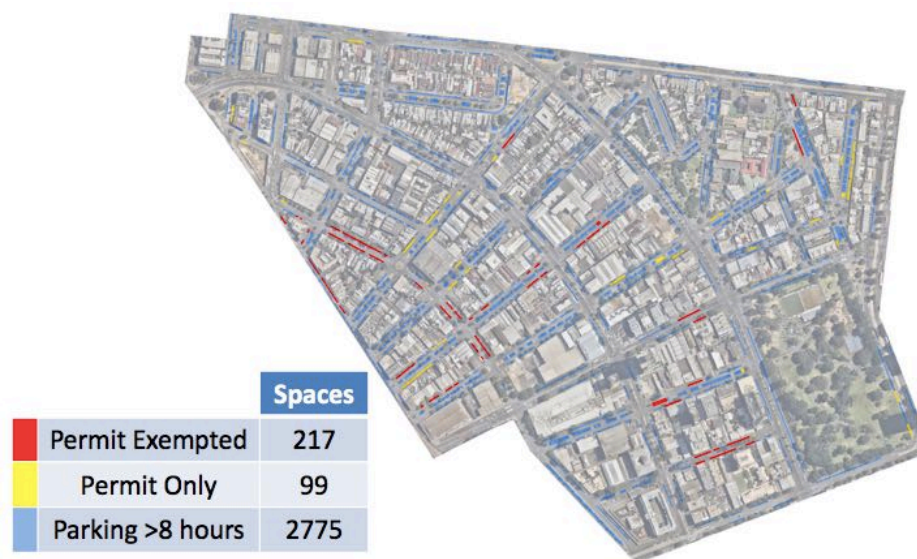 Spaces
Permit Exempted 217
Permit Only 99
Parking >8 hours 2775